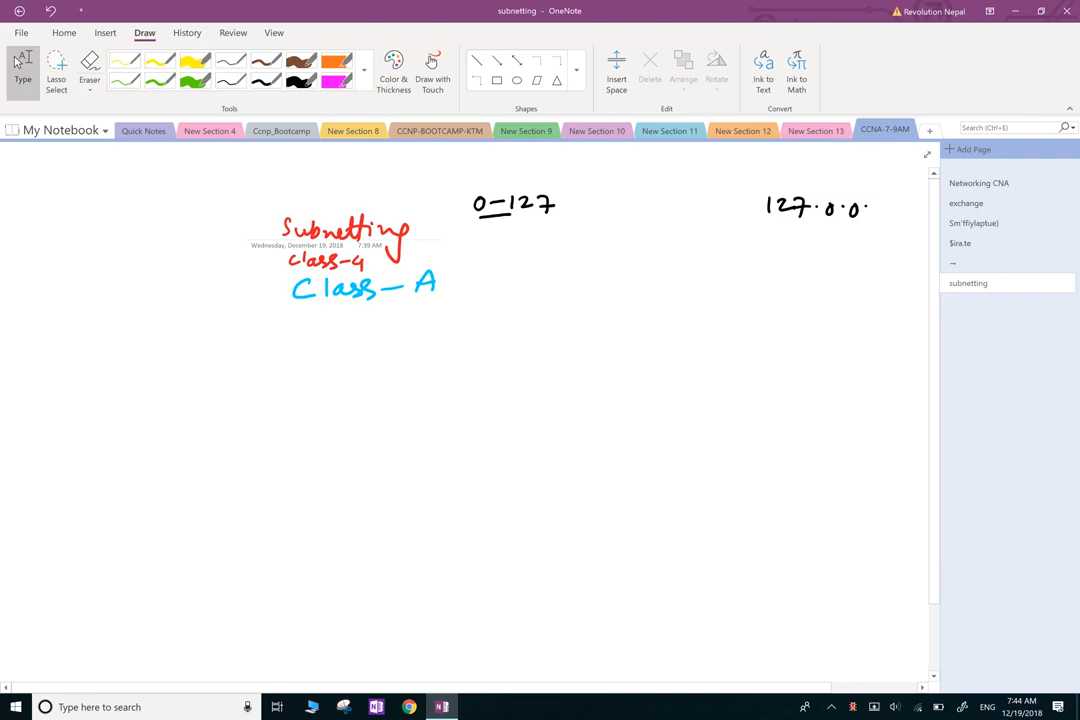 subnetting - OneNote
Revolution Nepal
File Home Insert Draw History Review View
Type
Lasso Select
Eraser
Color & Thickness
Draw with Touch
Insert Space
Delete
Arrange
Rotate
Ink to Text
Ink to Math
Tools
Shapes
Edit
Convert
My Notebook
Quick Notes
New Section 4
Ccnp_Bootcamp
New Section 8
CCNP-BOOTCAMP-KTM
New Section 9
New Section 10
New Section 11
New Section 12
New Section 13
CCNA-7-9AM
Search (Ctrl+E)
Add Page
Networking CNA
exchange
Sm'ffiylaptue)
$ira.te
→
subnetting
0-127
127.0.0.
Subnetting
Wednesday, December 19, 2018 7:39 AM
Class-4
Class-A
Type here to search
ENG
7:44 AM
12/19/2018